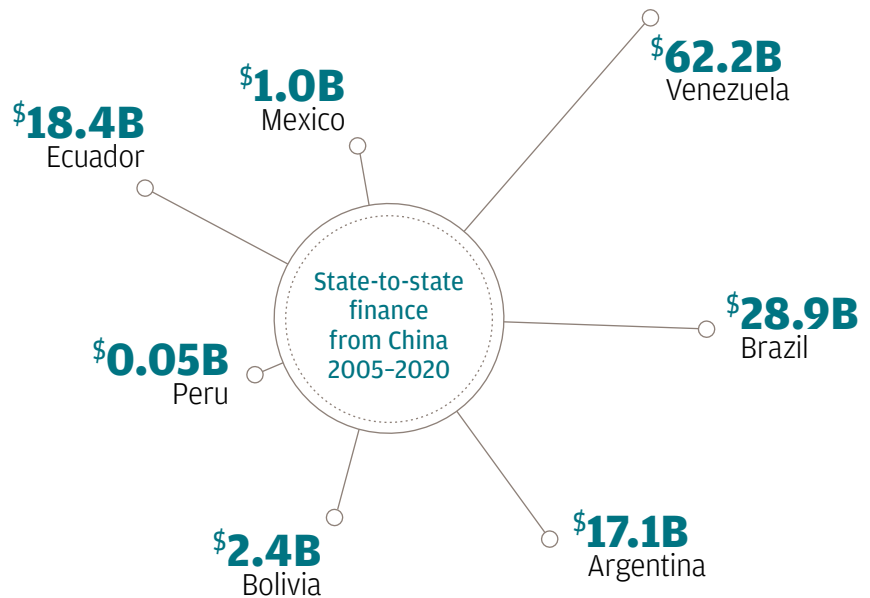 $62.2B
Venezuela
$1.0B
Mexico
$18.4B
Ecuador
State-to-state
finance
from China
2005–2020
$28.9B
Brazil
$0.05B
Peru
$17.1B
Argentina
$2.4B
Bolivia